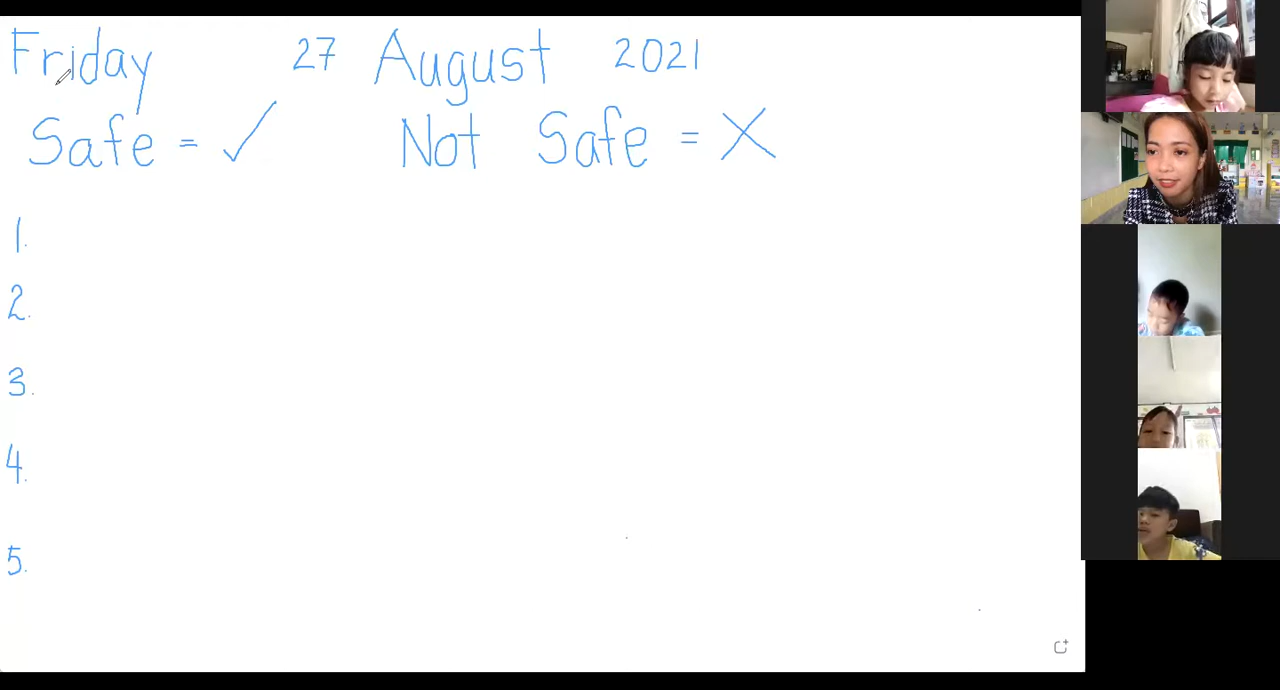 Friday 27 August 2021
Safe = ✓ Not Safe = X
1.
2.
3.
4.
5.